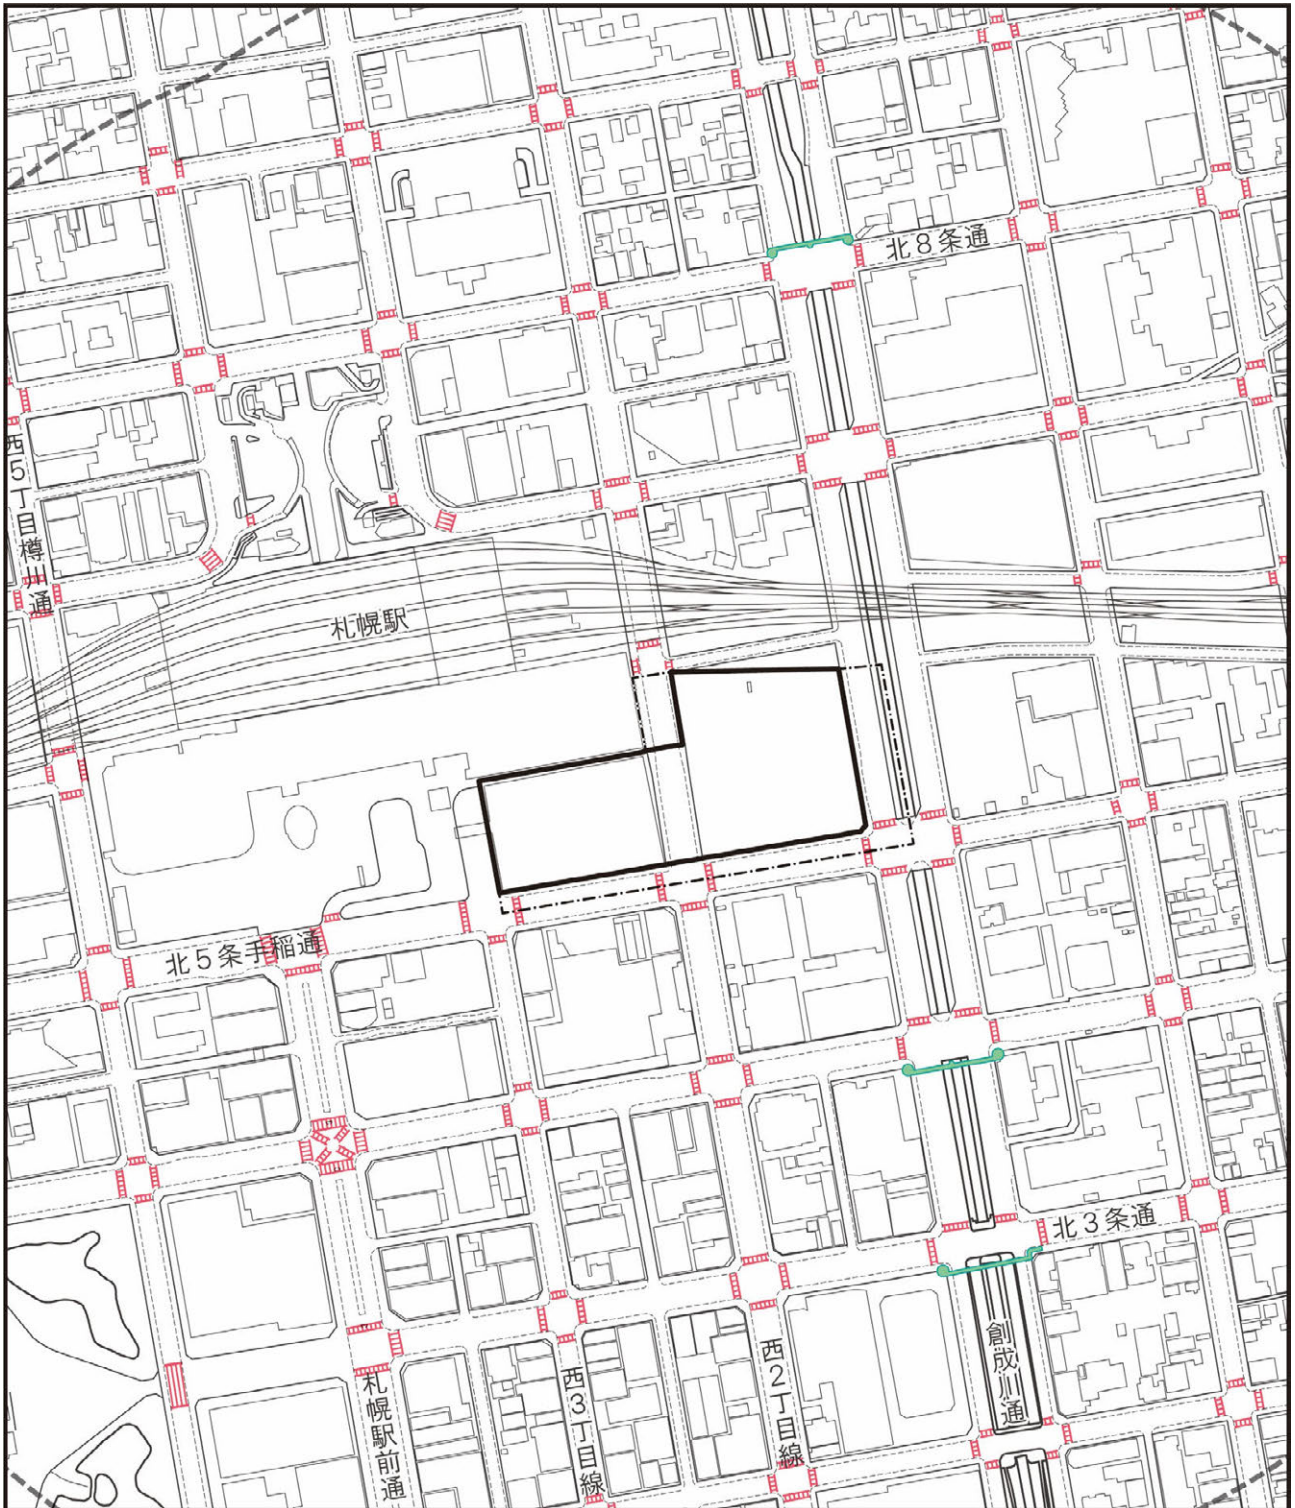 北8条通
西5丁目樽川通
札幌駅
北5条手稲通
北3条通
創成川通
西2丁目線
西3丁目線
札幌駅前通